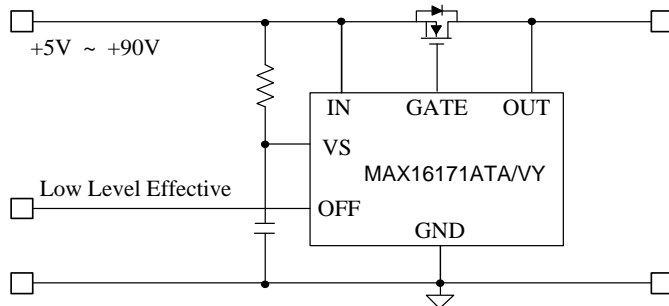 +5V ~ +90V
IN GATE OUT
VS
MAX16171ATA/VY
Low Level Effective
OFF
GND